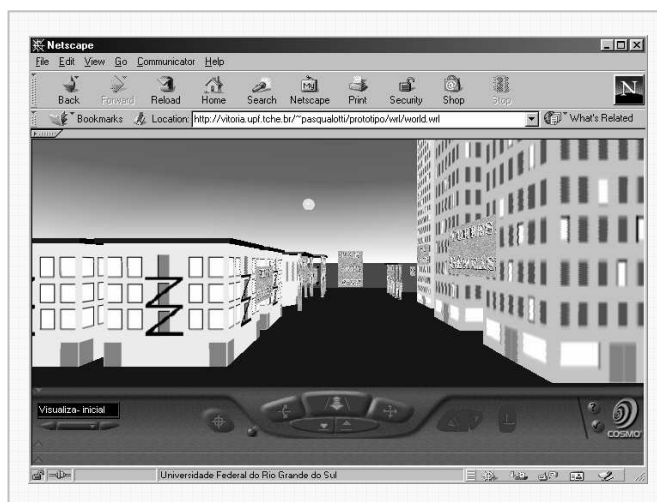 Netscape
File Edit View Go Communicator Help
Back Forward Reload Home Search Netscape Print Security Shop Stop
N
Bookmarks Location: http://vitoria.upf.tche.br/~pasqualotti/prototipo/wrl/world.wrl What's Related
Visualiza- inicial
COSMO
Universidade Federal do Rio Grande do Sul